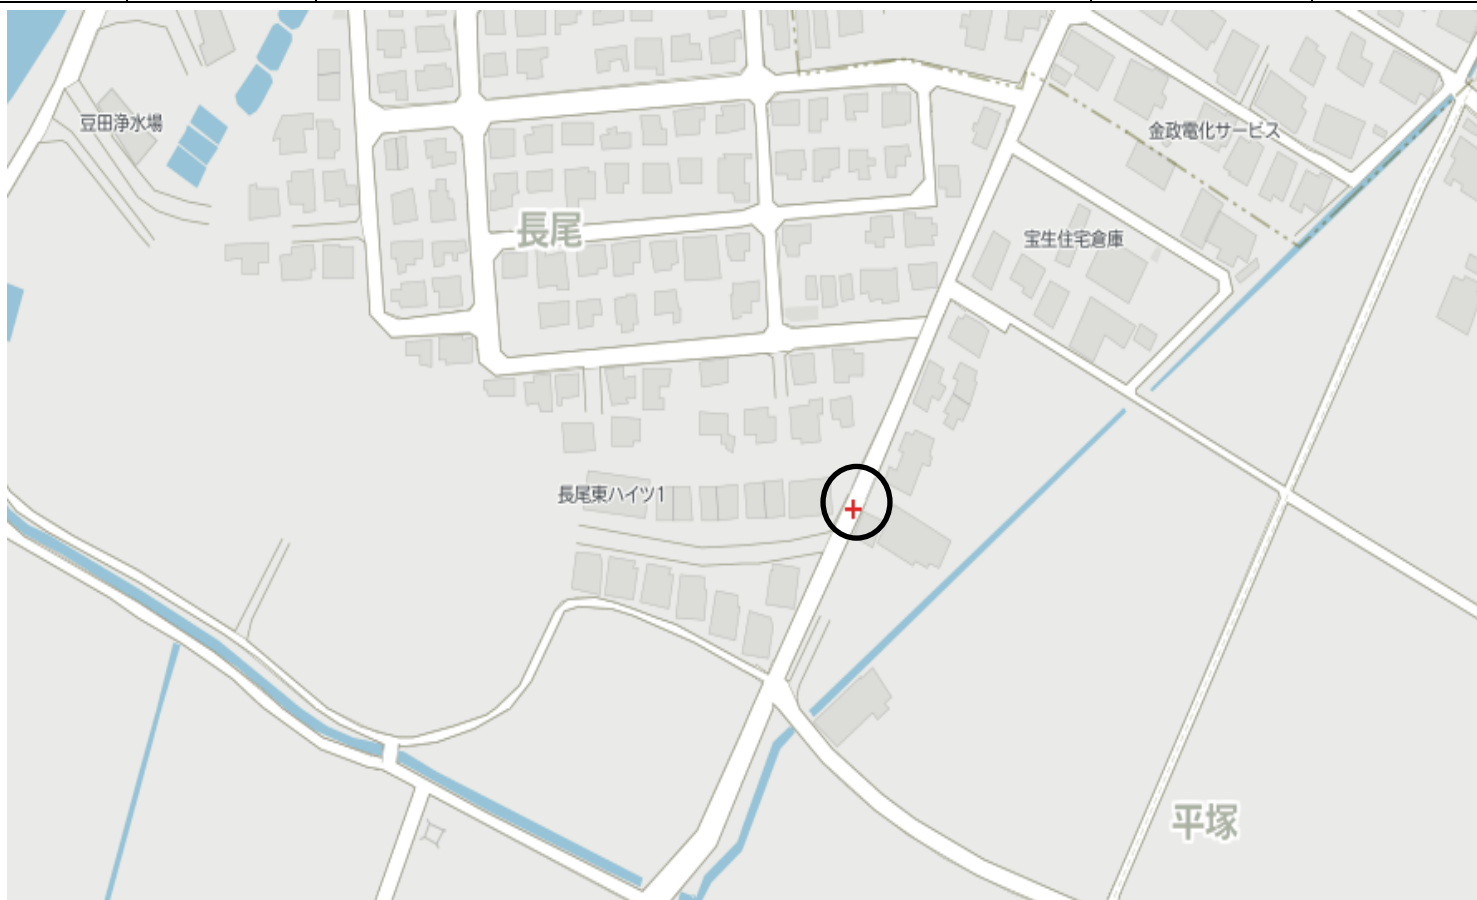 豆田浄水場
金政電化サービス
長尾
宝生住宅倉庫
長尾東ハイツ1
平塚